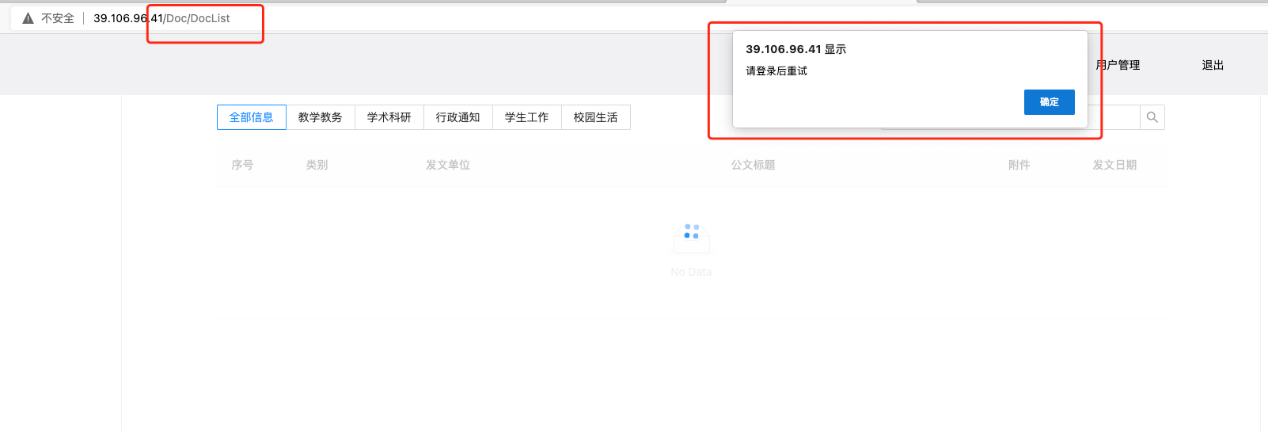 不安全 | 39.106.96.41/Doc/DocList
39.106.96.41 显示
请登录后重试
确定
用户管理 退出
全部信息 教学教务 学术科研 行政通知 学生工作 校园生活
序号 类别 发文单位 公文标题 附件 发文日期
No Data